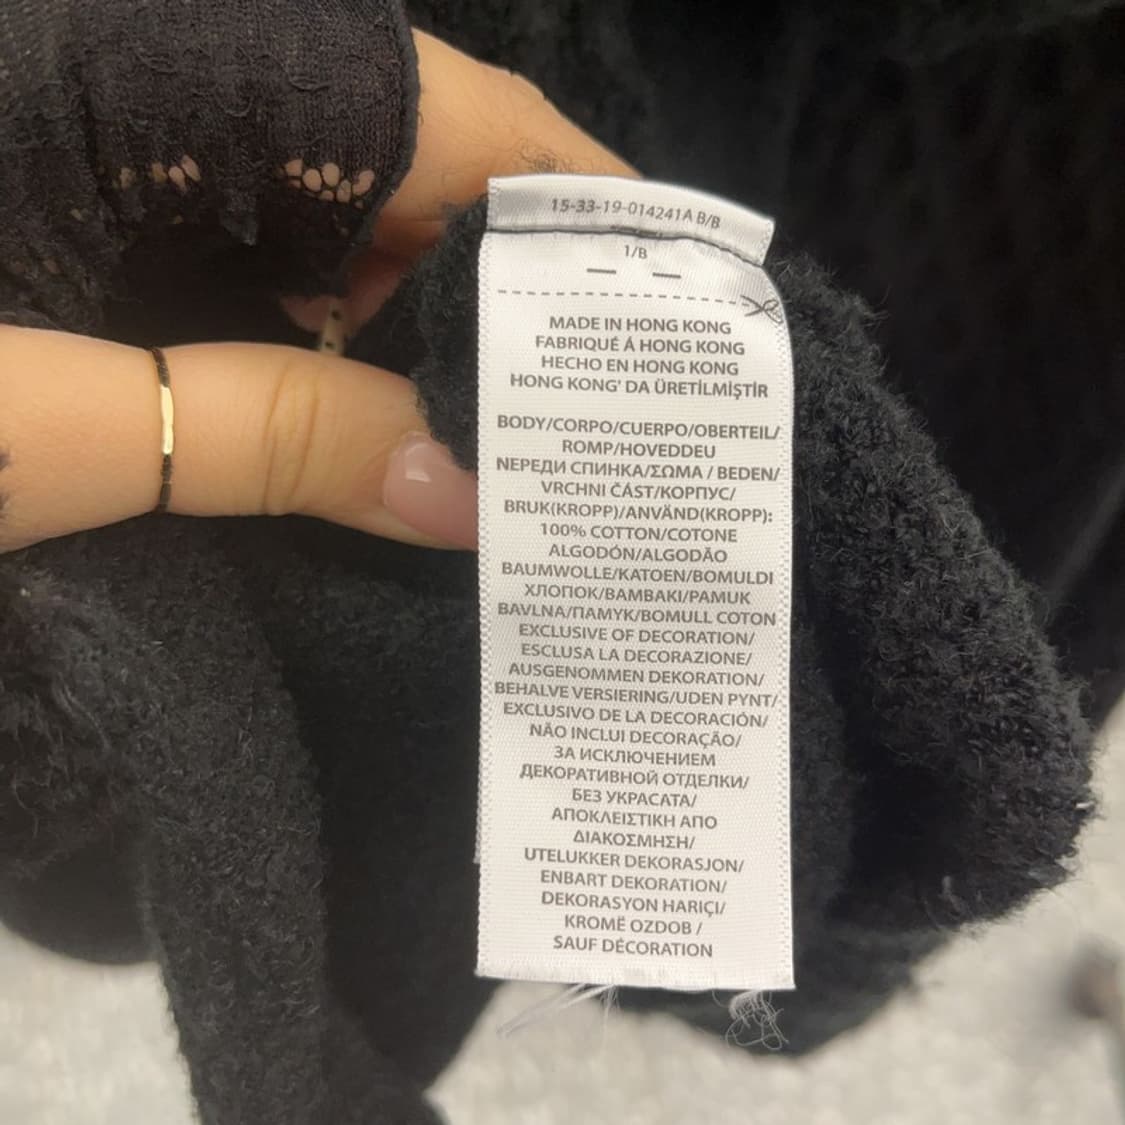 15-33-19-014241A B/B
1/B
MADE IN HONG KONG
FABRIQUÉ Á HONG KONG
HECHO EN HONG KONG
HONG KONG' DA ÜRETİLMİŞTİR
BODY/CORPO/CUERPO/OBERTEIL/
ROMP/HOVEDDEU
NEРЕДИ СПИНКА/ΣΩΜΑ / BEDEN/
VRCHNI ČÁST/КОРПУС/
BRUK(KROPP)/ANVÄND(KROPP):
100% COTTON/COTONE
ALGODÓN/ALGODÃO
BAUMWOLLE/KATOEN/BOMULDI
ХЛОПОК/BAMBAKI/PAMUK
BAVLNA/ПАМУК/BOMULL COTON
EXCLUSIVE OF DECORATION/
ESCLUSA LA DECORAZIONE/
AUSGENOMMEN DEKORATION/
BEHALVE VERSIERING/UDEN PYNT/
EXCLUSIVO DE LA DECORACIÓN/
NÃO INCLUI DECORAÇÃO/
ЗА ИСКЛЮЧЕНИЕМ
ДЕКОРАТИВНОЙ ОТДЕЛКИ/
БЕЗ УКРАСАТА/
ΑΠΟΚΛΕΙΣΤΙΚΗ ΑΠΟ
ΔΙΑΚΟΣΜΗΣΗ/
UTELUKKER DEKORASJON/
ENBART DEKORATION/
DEKORASYON HARIÇI/
KROMĚ OZDOB /
SAUF DÉCORATION